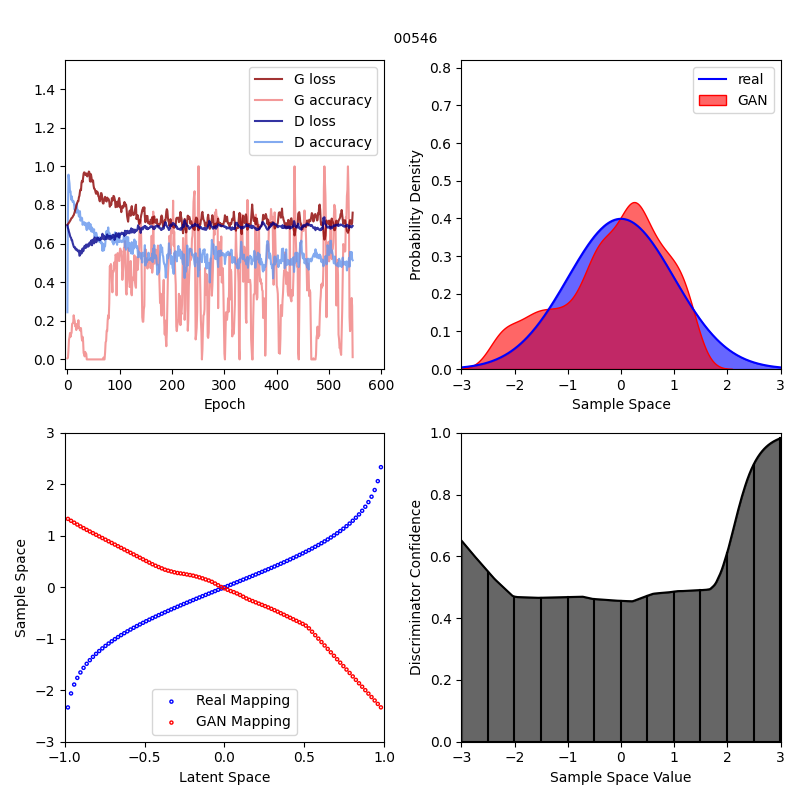 00546
G loss
G accuracy
D loss
D accuracy
1.4
1.2
1.0
0.8
0.6
0.4
0.2
0.0
0 100 200 300 400 500 600
Epoch
real
GAN
Probability Density
0.8
0.7
0.6
0.5
0.4
0.3
0.2
0.1
0.0
−3 −2 −1 0 1 2 3
Sample Space
Sample Space
3
2
1
0
−1
−2
−3
Real Mapping
GAN Mapping
−1.0 −0.5 0.0 0.5 1.0
Latent Space
Discriminator Confidence
1.0
0.8
0.6
0.4
0.2
0.0
−3 −2 −1 0 1 2 3
Sample Space Value